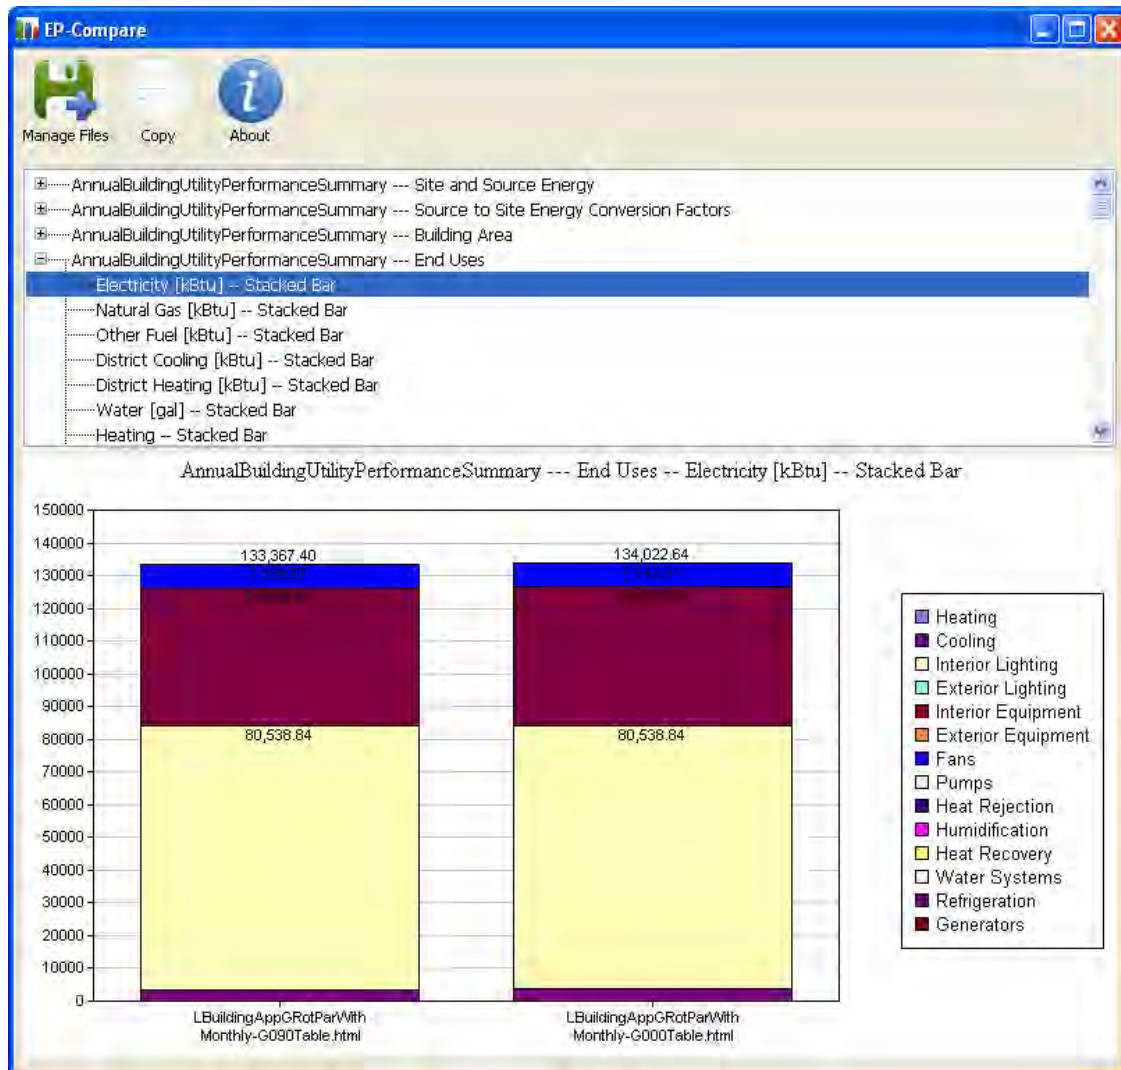 EP-Compare
Manage Files Copy About
AnnualBuildingUtilityPerformanceSummary --- Site and Source Energy
AnnualBuildingUtilityPerformanceSummary --- Source to Site Energy Conversion Factors
AnnualBuildingUtilityPerformanceSummary --- Building Area
AnnualBuildingUtilityPerformanceSummary --- End Uses
Electricity [kBtu] -- Stacked Bar
Natural Gas [kBtu] -- Stacked Bar
Other Fuel [kBtu] -- Stacked Bar
District Cooling [kBtu] -- Stacked Bar
District Heating [kBtu] -- Stacked Bar
Water [gal] -- Stacked Bar
Heating -- Stacked Bar
AnnualBuildingUtilityPerformanceSummary --- End Uses -- Electricity [kBtu] -- Stacked Bar
150000
140000
130000
120000
110000
100000
90000
80000
70000
60000
50000
40000
30000
20000
10000
0
133,367.40
134,022.64
80,538.84
80,538.84
LBuildingAppGRotParWith
Monthly-G090Table.html
LBuildingAppGRotParWith
Monthly-G000Table.html
Heating
Cooling
Interior Lighting
Exterior Lighting
Interior Equipment
Exterior Equipment
Fans
Pumps
Heat Rejection
Humidification
Heat Recovery
Water Systems
Refrigeration
Generators